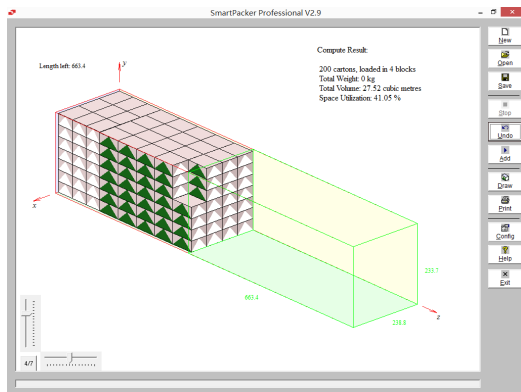 SmartPacker Professional V2.9
Length left: 663.4
y
Compute Result:
200 cartons, loaded in 4 blocks
Total Weight: 0 kg
Total Volume: 27.52 cubic metres
Space Utilization: 41.05 %
x
z
663.4
238.8
4/7
New
Open
Save
Stop
Undo
Add
Draw
Print
Config
Help
Exit